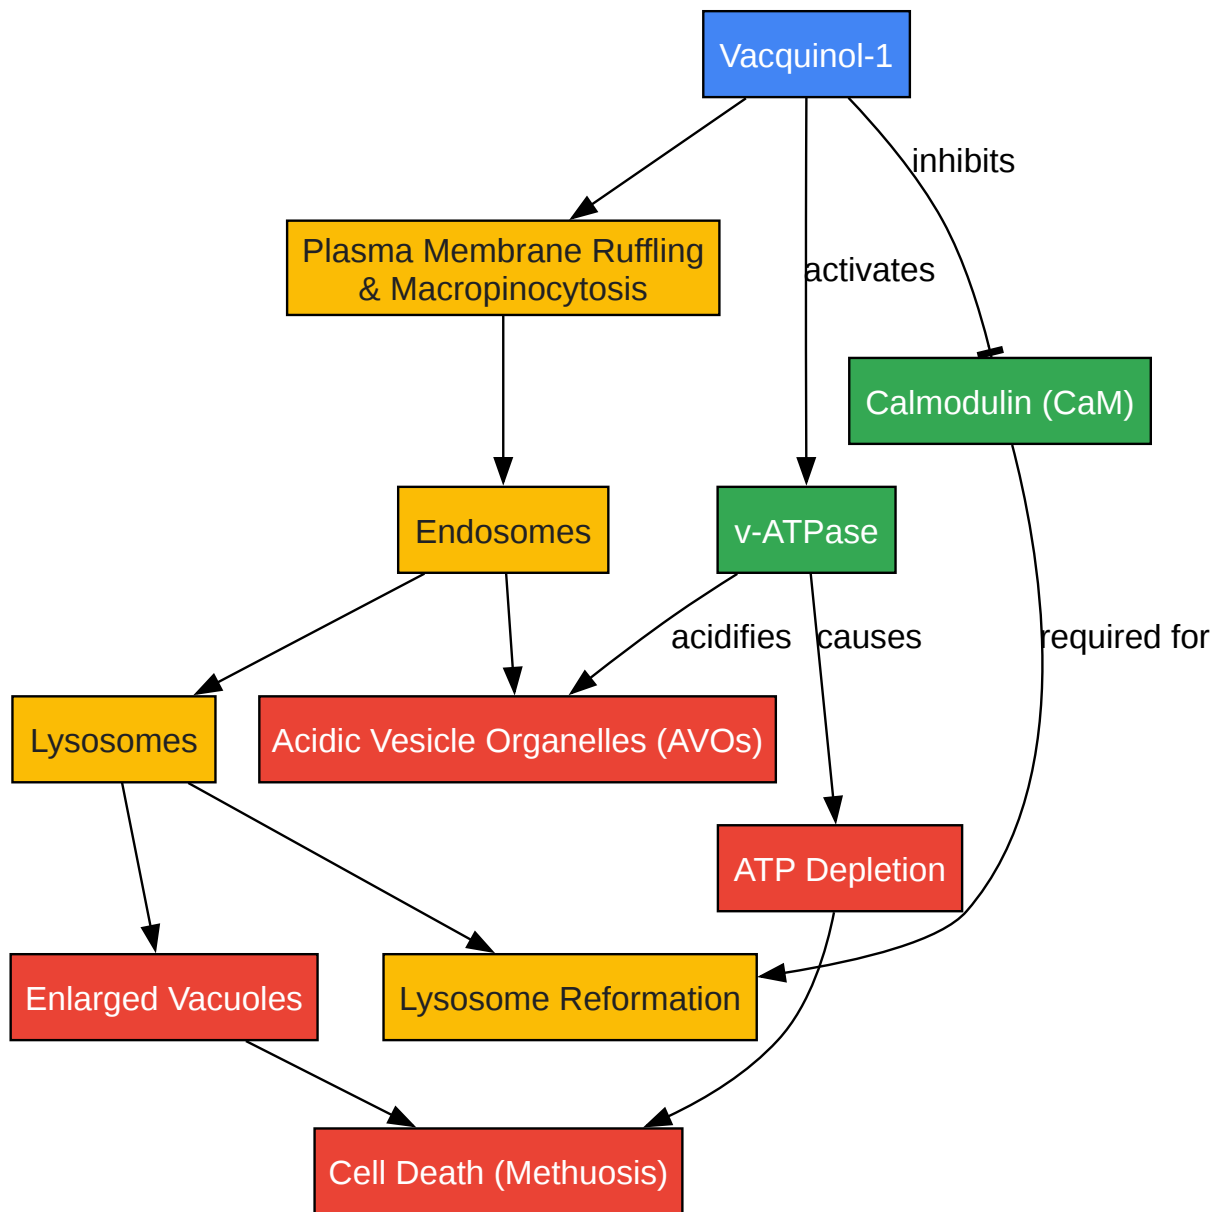 Vacquinol-1
inhibits
Plasma Membrane Ruffling
& Macropinocytosis
activates
Calmodulin (CaM)
Endosomes
v-ATPase
acidifies
causes
required for
Lysosomes
Acidic Vesicle Organelles (AVOs)
ATP Depletion
Enlarged Vacuoles
Lysosome Reformation
Cell Death (Methuosis)